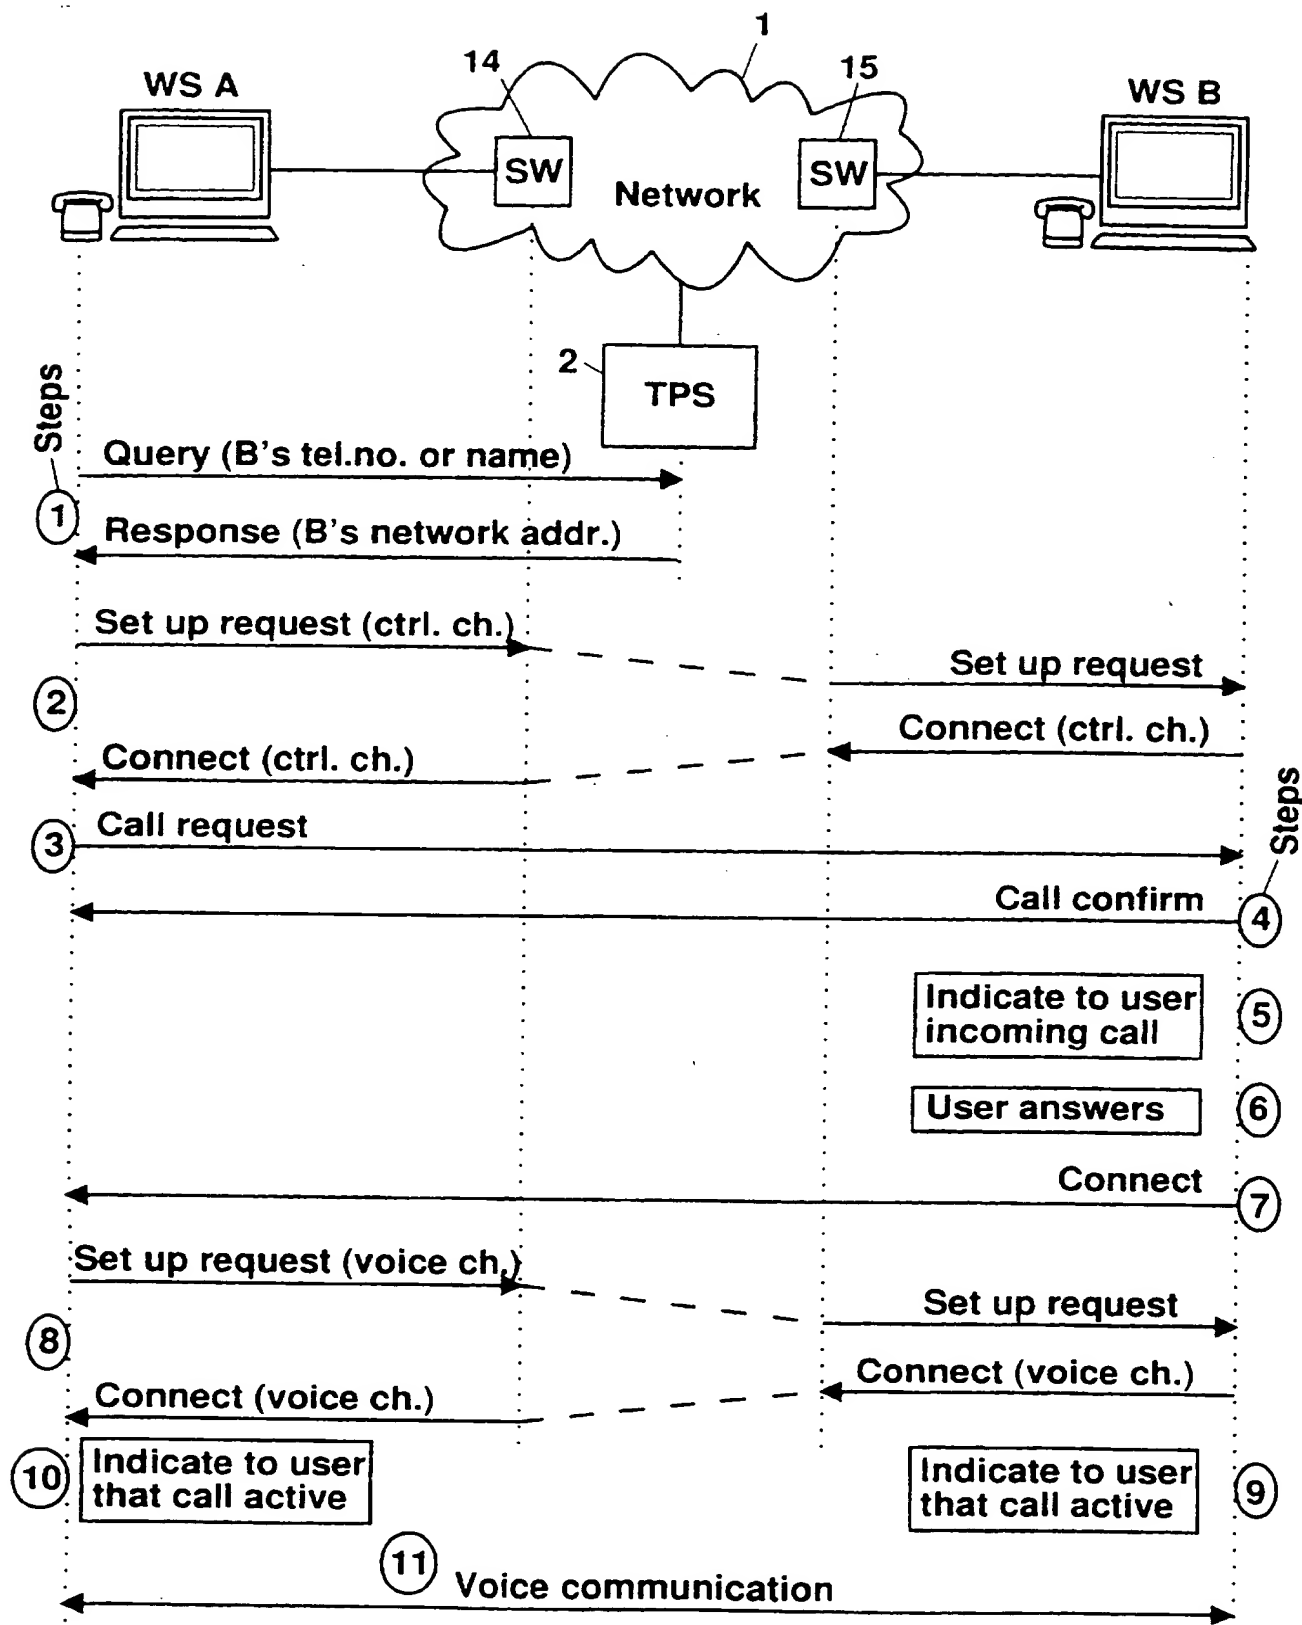 1
14
15
WS A
WS B
SW
SW
Network
2
TPS
Steps
Query (B's tel.no. or name)
1
Response (B's network addr.)
Set up request (ctrl. ch.)
Set up request
2
Connect (ctrl. ch.)
Connect (ctrl. ch.)
Steps
3
Call request
Call confirm
4
Indicate to user
incoming call
5
User answers
6
Connect
7
Set up request (voice ch.)
Set up request
8
Connect (voice ch.)
Connect (voice ch.)
10
Indicate to user
that call active
Indicate to user
that call active
9
11
Voice communication